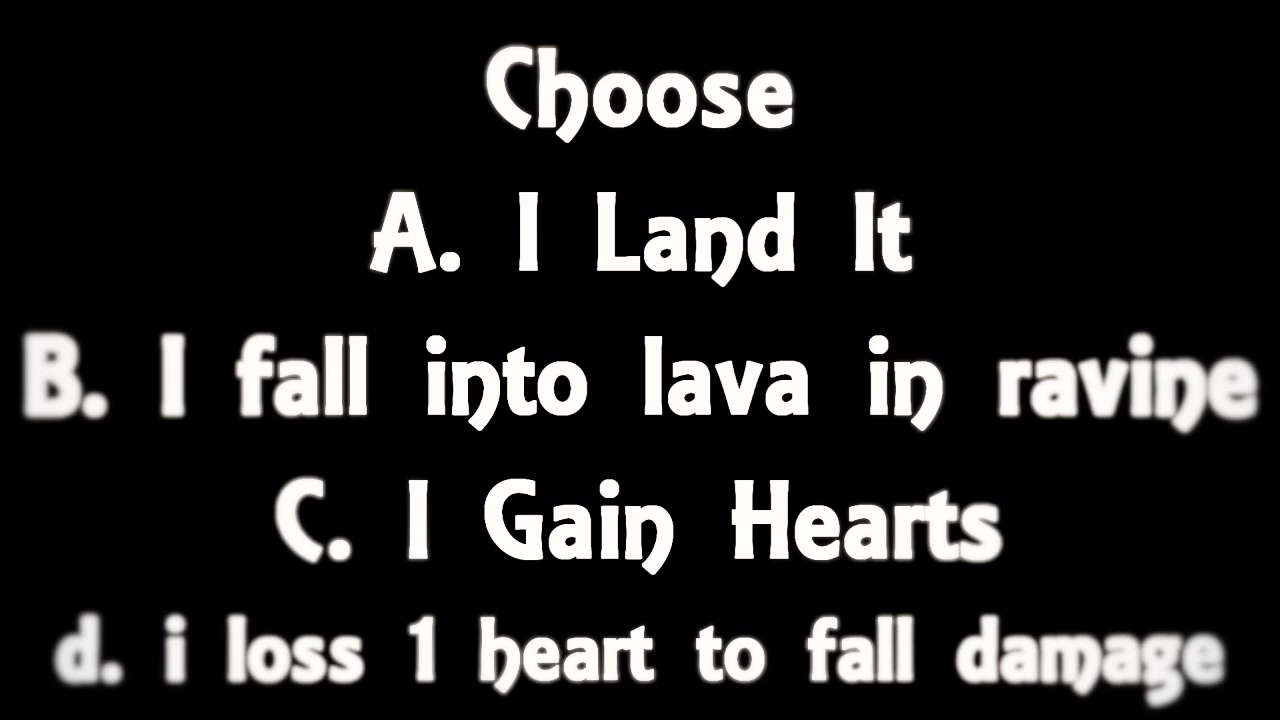 Choose
A. I Land It
B. I fall into lava in ravine
C. I Gain Hearts
d. i loss 1 heart to fall damage